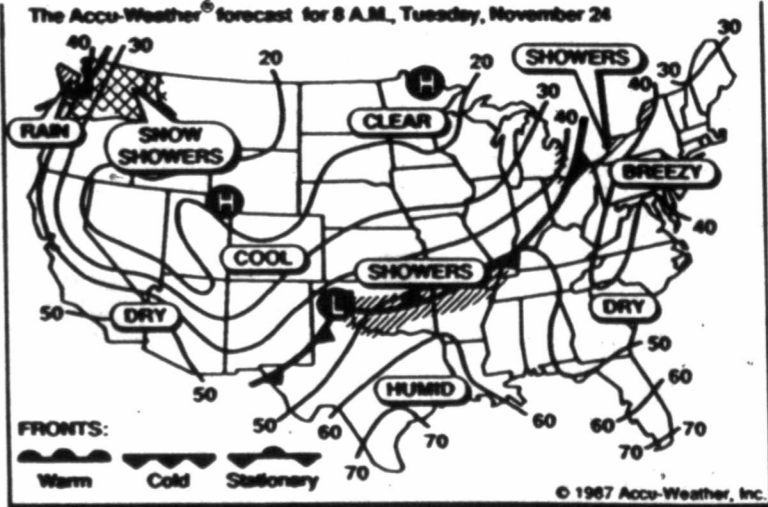 The Accu-Weather® forecast for 8 A.M., Tuesday, November 24
30
40
30
20
SHOWERS
20
H
30
40
30
40
RAIN
SNOW
SHOWERS
CLEAR
BREEZY
H
40
COOL
SHOWERS
50
DRY
L
DRY
50
50
HUMID
60
50
60
60
60
70
70
70
70
FRONTS:
Warm
Cold
Stationary
© 1987 Accu-Weather, Inc.